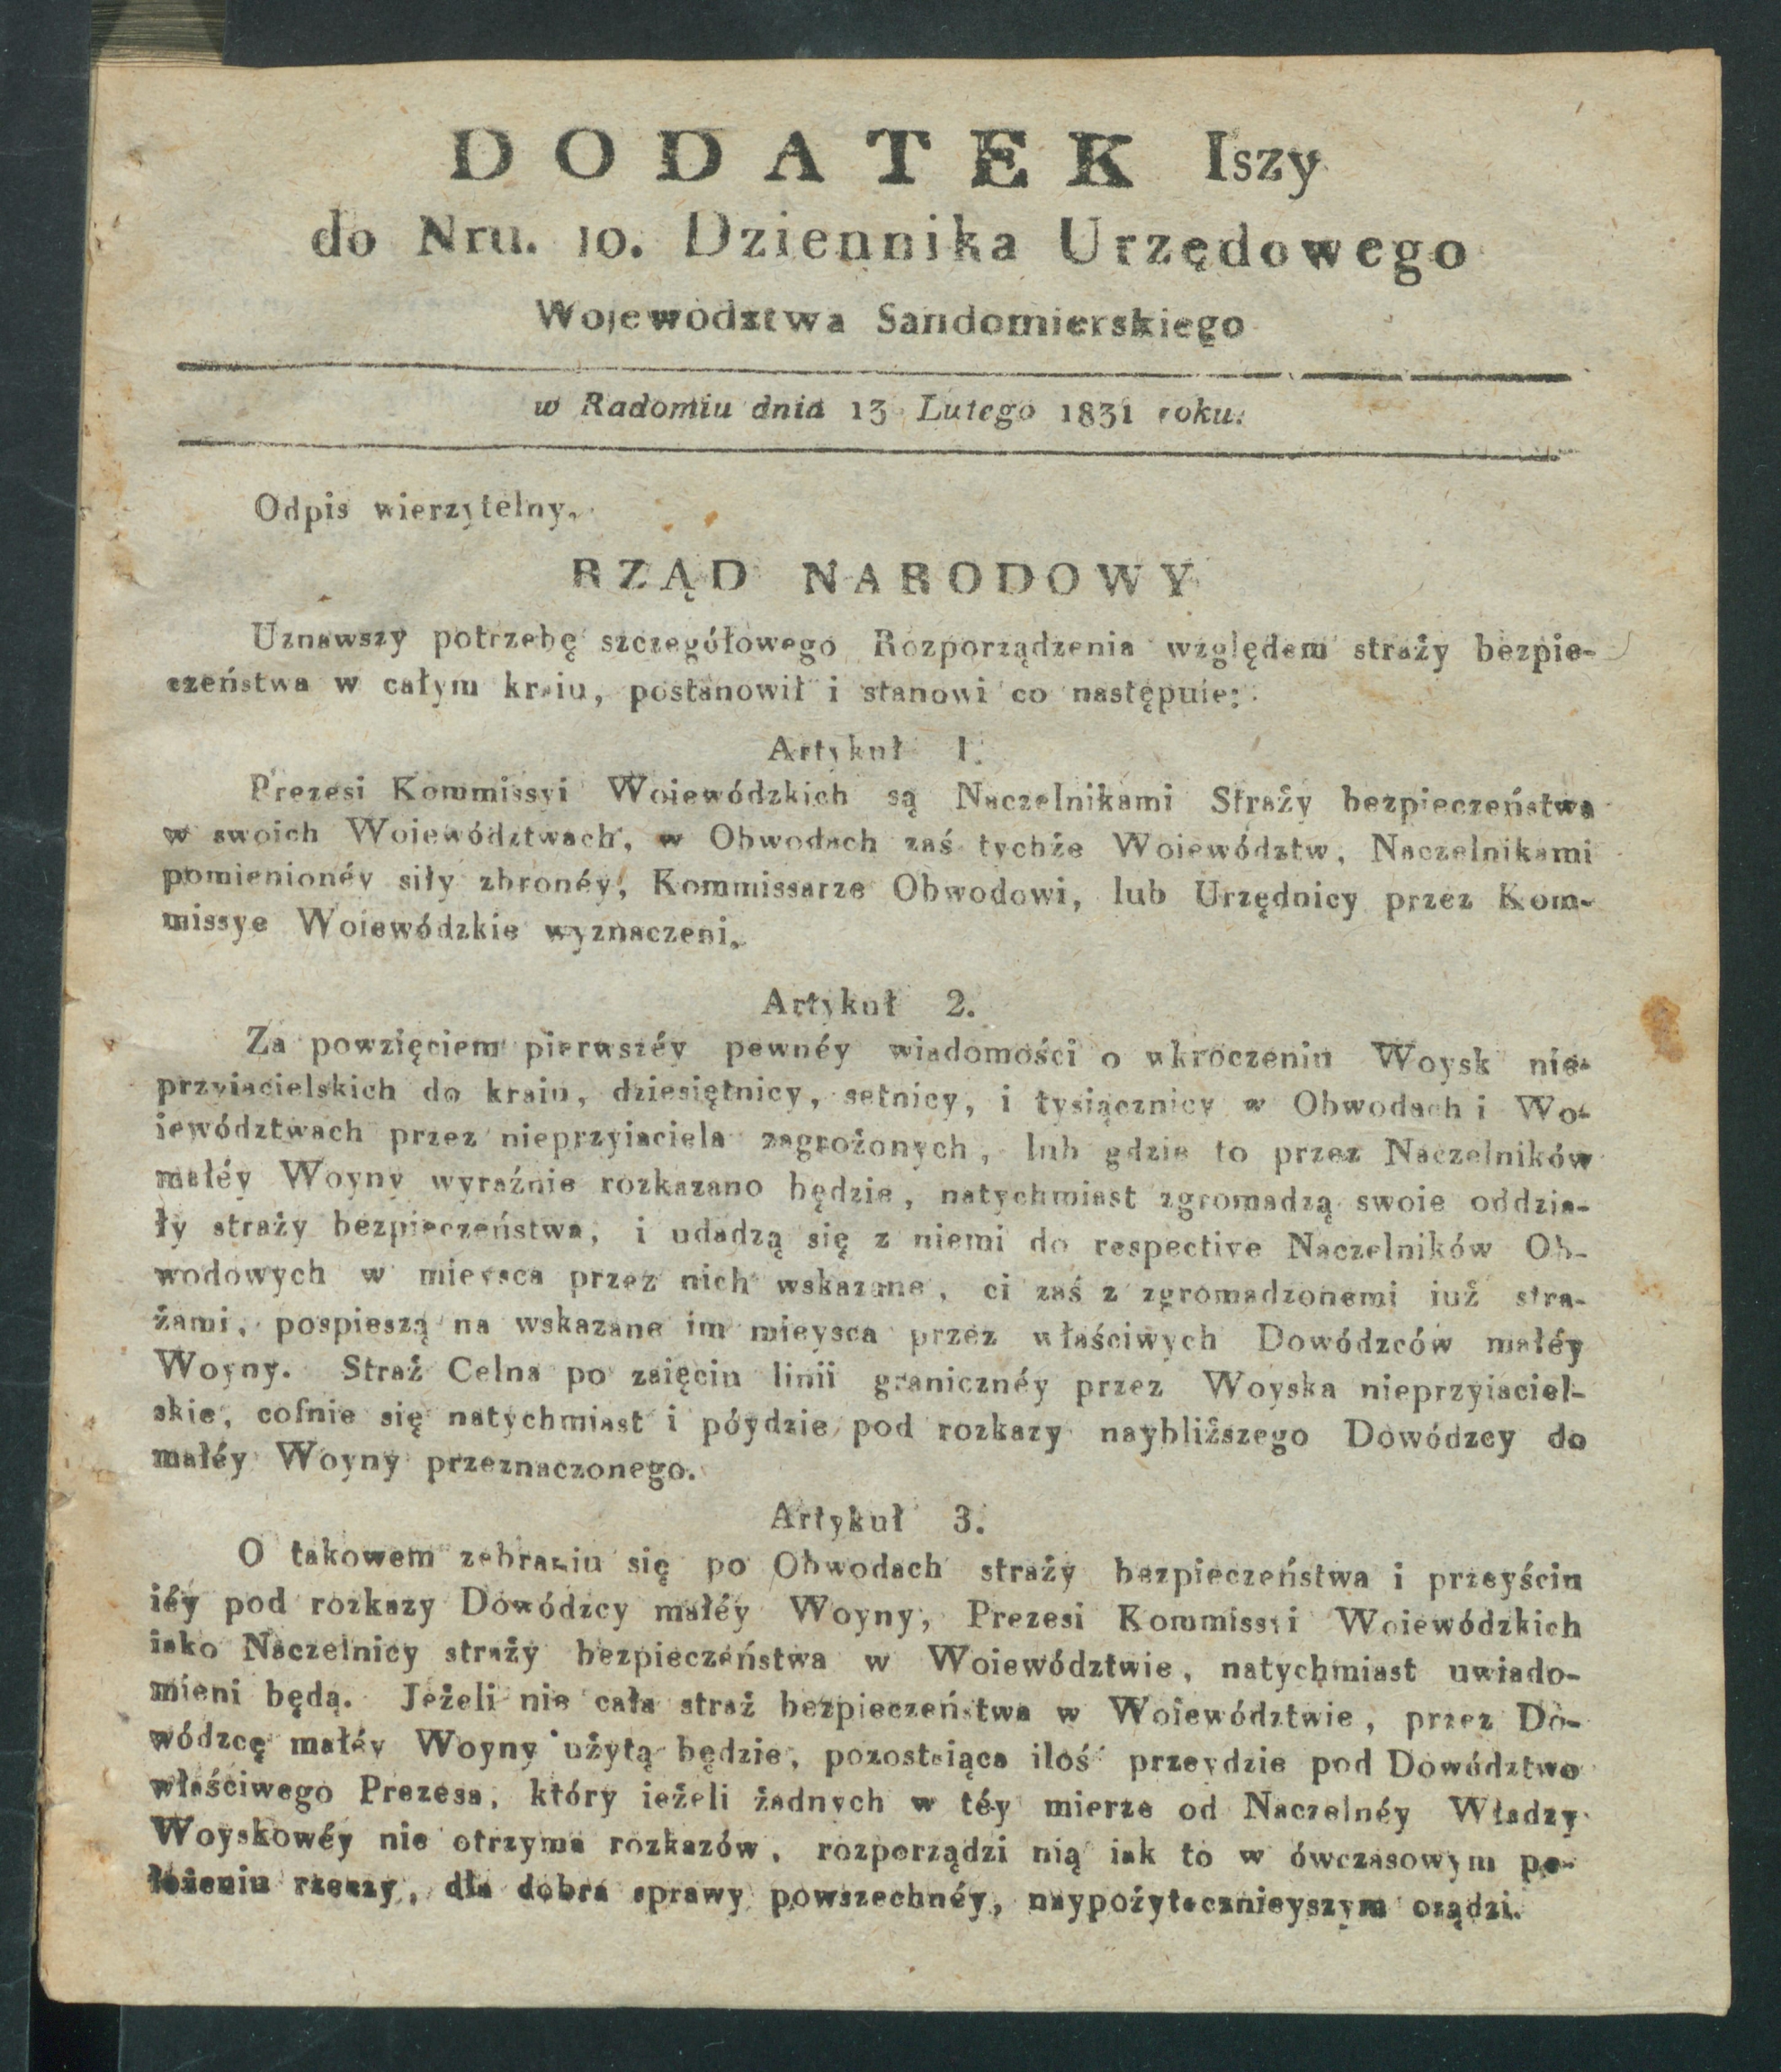 DODATEK Iszy
do Nru. 10. Dziennika Urzędowego
Wojewodztwa Sandomierskiego
w Radomiu dnia 13 Lutego 1831 roku.
Odpis wierzytelny.
RZĄD NARODOWY
Uznawszy potrzebę szczegółowego Rozporządzenia względem straży bezpie-
czeństwa w całym kraiu, postanowił i stanowi co następuie:
Artykuł 1.
Prezesi Kommissyi Woiewódzkich są Naczelnikami Straży bezpieczeństwa
w swoich Woiewództwach, w Obwodach zaś tychże Woiewództw, Naczelnikami
pomienionéy siły zbronéy, Kommissarze Obwodowi, lub Urzędnicy przez Kom-
missye Woiewódzkie wyznaczeni.
Artykuł 2.
Za powzięciem pierwszéy pewnéy wiadomości o wkroczeniu Woysk nie-
przyiacielskich do kraiu, dziesiętnicy, setnicy, i tysiącznicy w Obwodach i Wo-
iewództwach przez nieprzyiaciela zagrożonych, lub gdzie to przez Naczelników
małéy Woyny wyraźnie rozkazano będzie, natychmiast zgromadzą swoie oddzia-
ły straży bezpieczeństwa, i udadzą się z niemi do respective Naczelników Ob-
wodowych w mieysca przez nich wskazane, ci zaś z zgromadzonemi iuż stra-
żami, pospieszą na wskazane im mieysca przez właściwych Dowódzców małéy
Woyny. Straż Celna po zaięciu linii granicznéy przez Woyska nieprzyiaciel-
skie, cofnie się natychmiast i póydzie pod rozkazy naybliższego Dowódzcy do
małéy Woyny przeznaczonego.
Artykuł 3.
O takowem zebraniu się po Obwodach straży bezpieczeństwa i przeyściu
iéy pod rozkazy Dowódzcy małéy Woyny, Prezesi Kommissyi Woiewódzkich
iako Naczelnicy straży bezpieczeństwa w Woiewództwie, natychmiast uwiado-
mieni będą. Jeżeli nie cała straż bezpieczeństwa w Woiewództwie, przez Do-
wódzcę małéy Woyny użytą będzie, pozostaiąca ilość przeydzie pod Dowództwo
właściwego Prezesa, który ieżeli żadnych w téy mierze od Naczelnéy Władzy
Woyskowéy nie otrzyma rozkazów, rozporządzi nią iak to w ówczasowym po-
łożeniu rzeczy, dla dobra sprawy powszechnéy, naypożytecznieyszym osądzi.